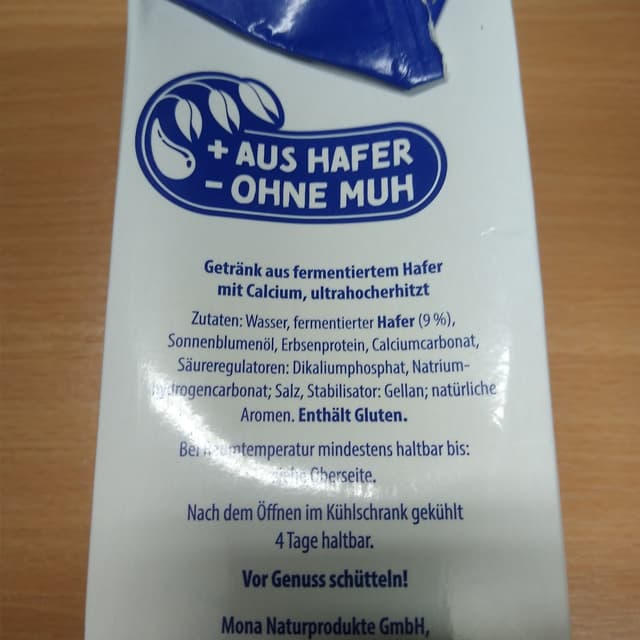 + AUS HAFER
- OHNE MUH
Getränk aus fermentiertem Hafer
mit Calcium, ultrahocherhitzt
Zutaten: Wasser, fermentierter Hafer (9 %),
Sonnenblumenöl, Erbsenprotein, Calciumcarbonat,
Säureregulatoren: Dikaliumphosphat, Natrium-
hydrogencarbonat; Salz, Stabilisator: Gellan; natürliche
Aromen. Enthält Gluten.
Bei Raumtemperatur mindestens haltbar bis:
siehe Oberseite.
Nach dem Öffnen im Kühlschrank gekühlt
4 Tage haltbar.
Vor Genuss schütteln!
Mona Naturprodukte GmbH,